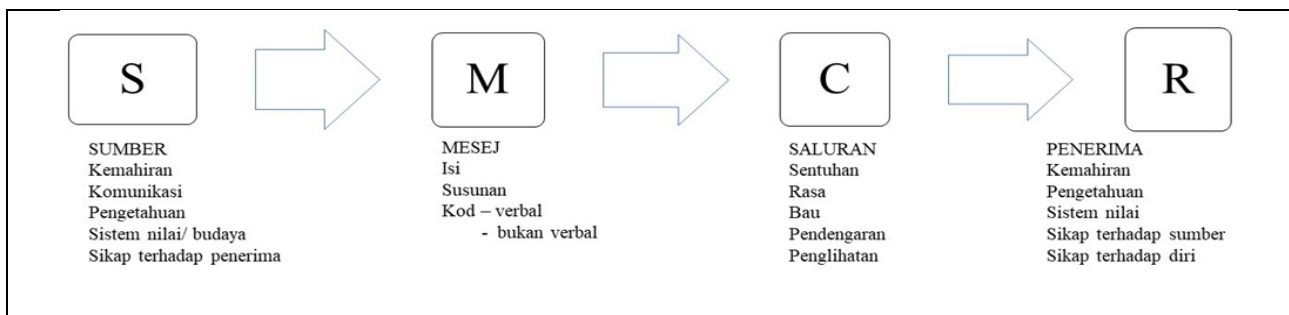 S
M
C
R
SUMBER
Kemahiran
Komunikasi
Pengetahuan
Sistem nilai/ budaya
Sikap terhadap penerima
MESEJ
Isi
Susunan
Kod – verbal
- bukan verbal
SALURAN
Sentuhan
Rasa
Bau
Pendengaran
Penglihatan
PENERIMA
Kemahiran
Pengetahuan
Sistem nilai
Sikap terhadap sumber
Sikap terhadap diri